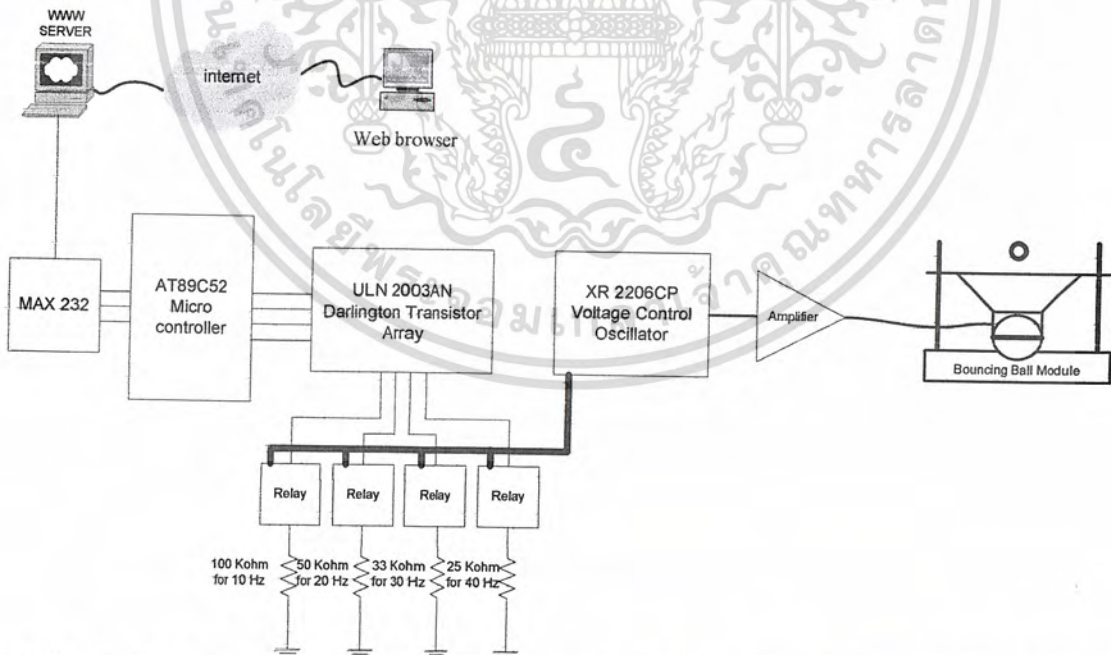 WWW
SERVER
internet
Web browser
MAX 232
AT89C52
Micro
controller
ULN 2003AN
Darlington Transistor
Array
XR 2206CP
Voltage Control
Oscillator
Amplifier
Bouncing Ball Module
Relay
Relay
Relay
Relay
100 Kohm
for 10 Hz
50 Kohm
for 20 Hz
33 Kohm
for 30 Hz
25 Kohm
for 40 Hz